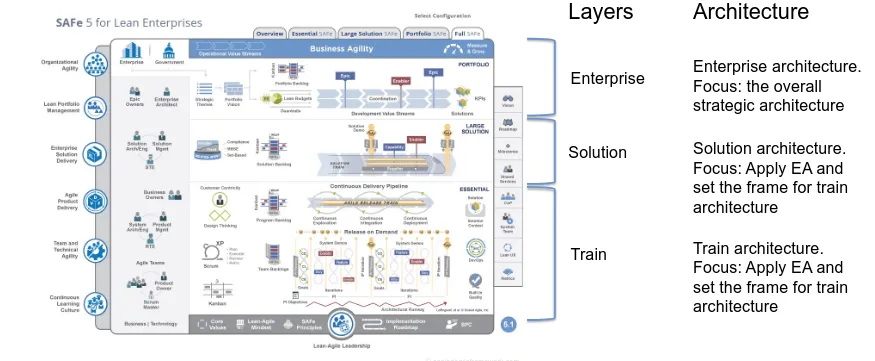 Select Configuration
SAFe 5 for Lean Enterprises
Overview
Essential SAFe
Large Solution SAFe
Portfolio SAFe
Full SAFe
Layers
Architecture
Organizational
Agility
Lean Portfolio
Management
Enterprise
Solution
Delivery
Agile
Product
Delivery
Team and
Technical
Agility
Continuous
Learning
Culture
Enterprise
Government
Epic
Owners
Enterprise
Architect
Solution
Arch/Eng
Solution
Mgmt
STE
Business
Owners
System
Arch/Eng
Product
Mgmt
RTE
Agile Teams
Product
Owner
Scrum
Master
Business | Technology
Operational Value Streams
Business Agility
Measure
& Grow
PORTFOLIO
Kanban
Portfolio Backlog
Strategic
Themes
Portfolio
Vision
Lean Budgets
Guardrails
Epic
Enabler
Epic
Coordination
Development Value Streams
KPIs
Solutions
LARGE
SOLUTION
Compliance
MBSE
Set-Based
Kanban
Solution Backlog
Solution
Demo
Capability
Enabler
SOLUTION TRAIN
Supplier
ESSENTIAL
Customer Centricity
Design Thinking
Kanban
Program Backlog
Continuous Delivery Pipeline
AGILE RELEASE TRAIN
Continuous
Exploration
Continuous
Integration
Continuous
Deployment
Release on Demand
Solution
Solution
Context
XP
Scrum
Kanban
Team Backlogs
System Demos
System Demos
Iterations
Iterations
Goals
Goals
PI Objectives
PI
PI
DevOps
Built-In
Quality
Architectural Runway
Vision
Roadmap
Milestones
Shared
Services
CoP
System
Team
Lean UX
Metrics
Core
Values
Lean-Agile
Mindset
SAFe
Principles
Implementation
Roadmap
SPC
5.1
Lean-Agile Leadership
Enterprise
Enterprise architecture.
Focus: the overall
strategic architecture
Solution
Solution architecture.
Focus: Apply EA and
set the frame for train
architecture
Train
Train architecture.
Focus: Apply EA and
set the frame for train
architecture